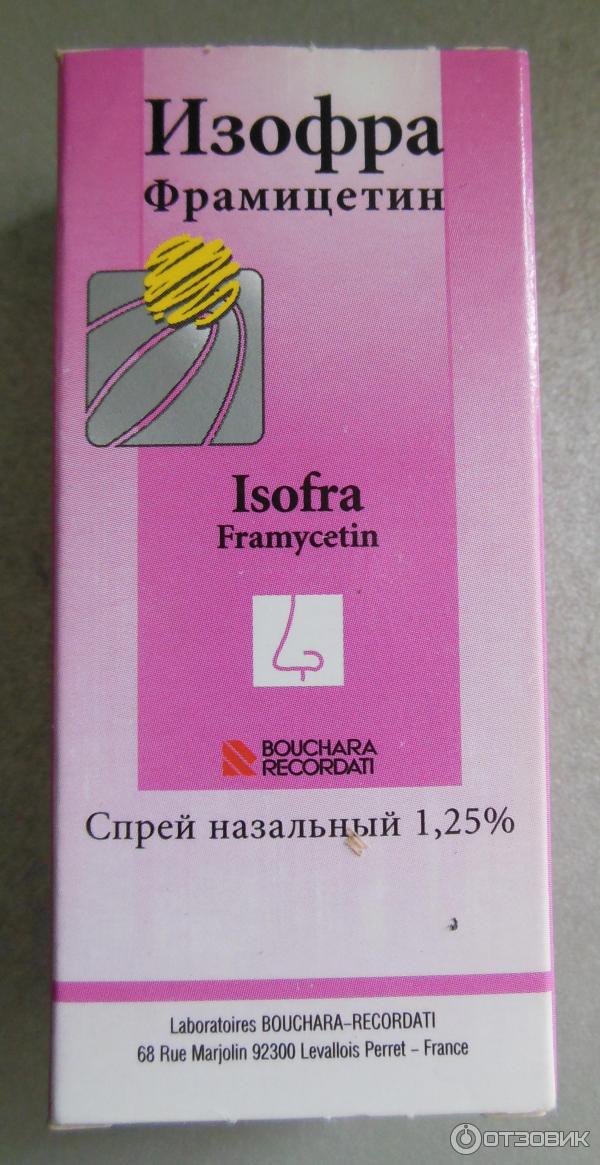 Изофра
Фрамицетин
Isofra
Framycetin
BOUCHARA
RECORDATI
Спрей назальный 1,25%
Laboratoires BOUCHARA–RECORDATI
68 Rue Marjolin 92300 Levallois Perret – France
ОТЗОВИК